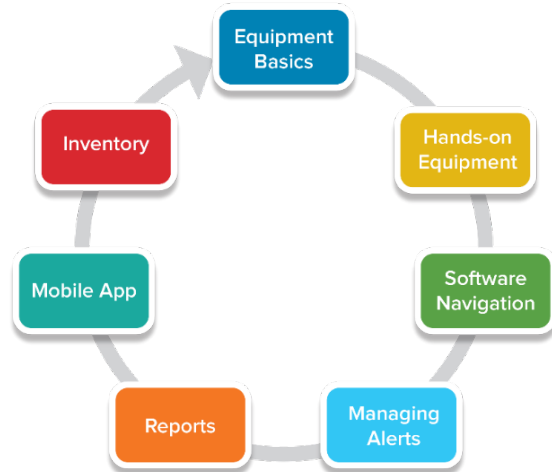 Equipment
Basics
Hands-on
Equipment
Software
Navigation
Managing
Alerts
Reports
Mobile App
Inventory